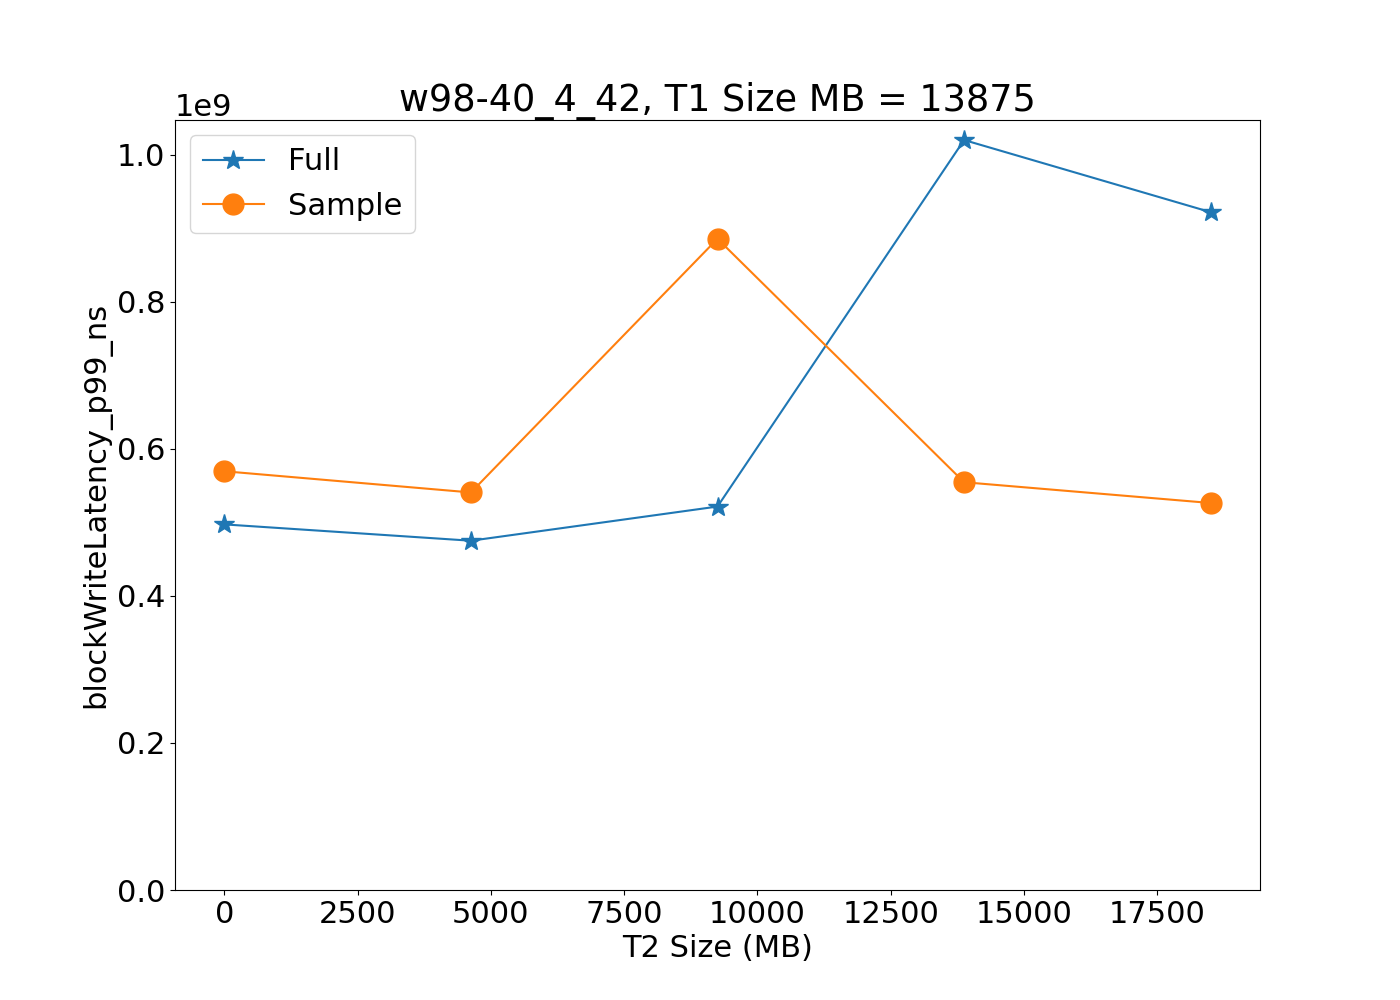 w98-40_4_42, T1 Size MB = 13875
1e9
Full
Sample
1.0
0.8
0.6
0.4
0.2
0.0
blockWriteLatency_p99_ns
0 2500 5000 7500 10000 12500 15000 17500
T2 Size (MB)